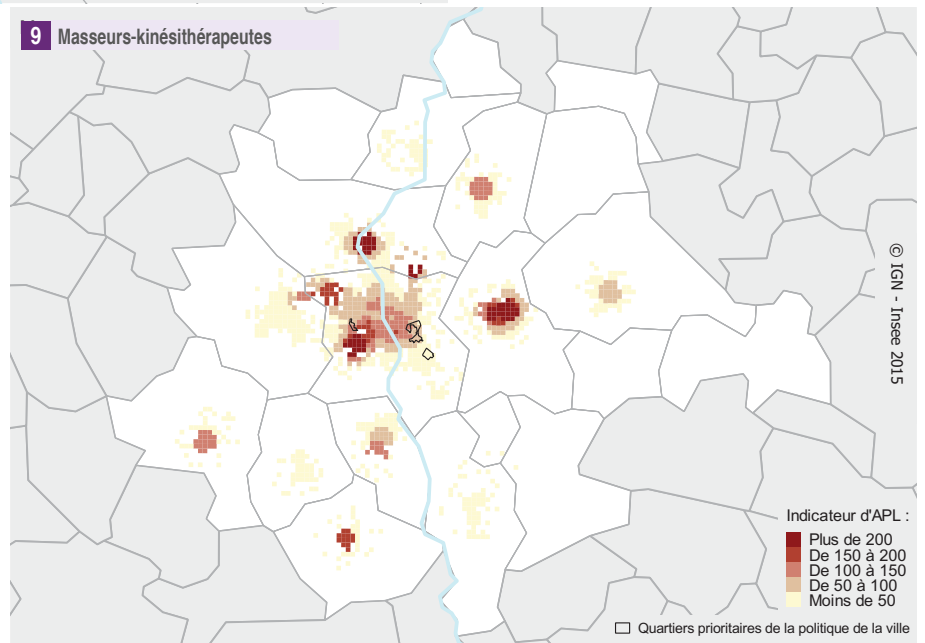 9 Masseurs-kinésithérapeutes
© IGN - Insee 2015
Indicateur d'APL :
Plus de 200
De 150 à 200
De 100 à 150
De 50 à 100
Moins de 50
Quartiers prioritaires de la politique de la ville